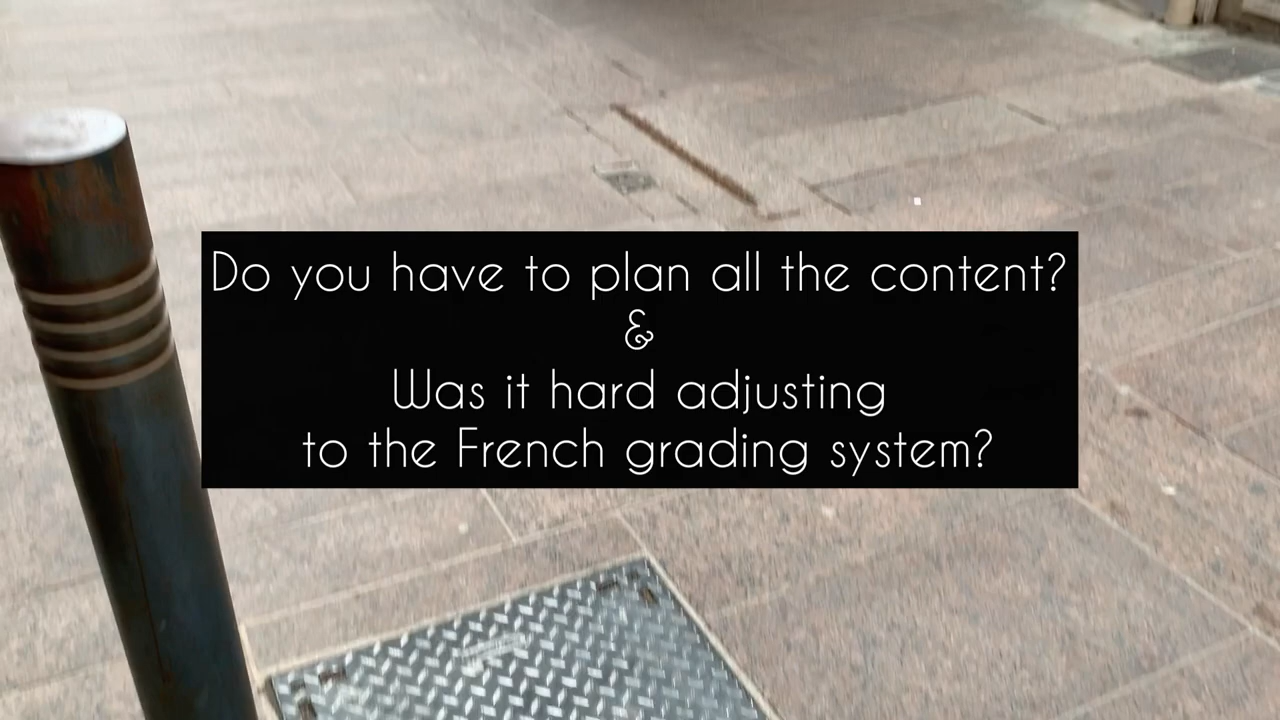 Do you have to plan all the content?
&
Was it hard adjusting
to the French grading system?